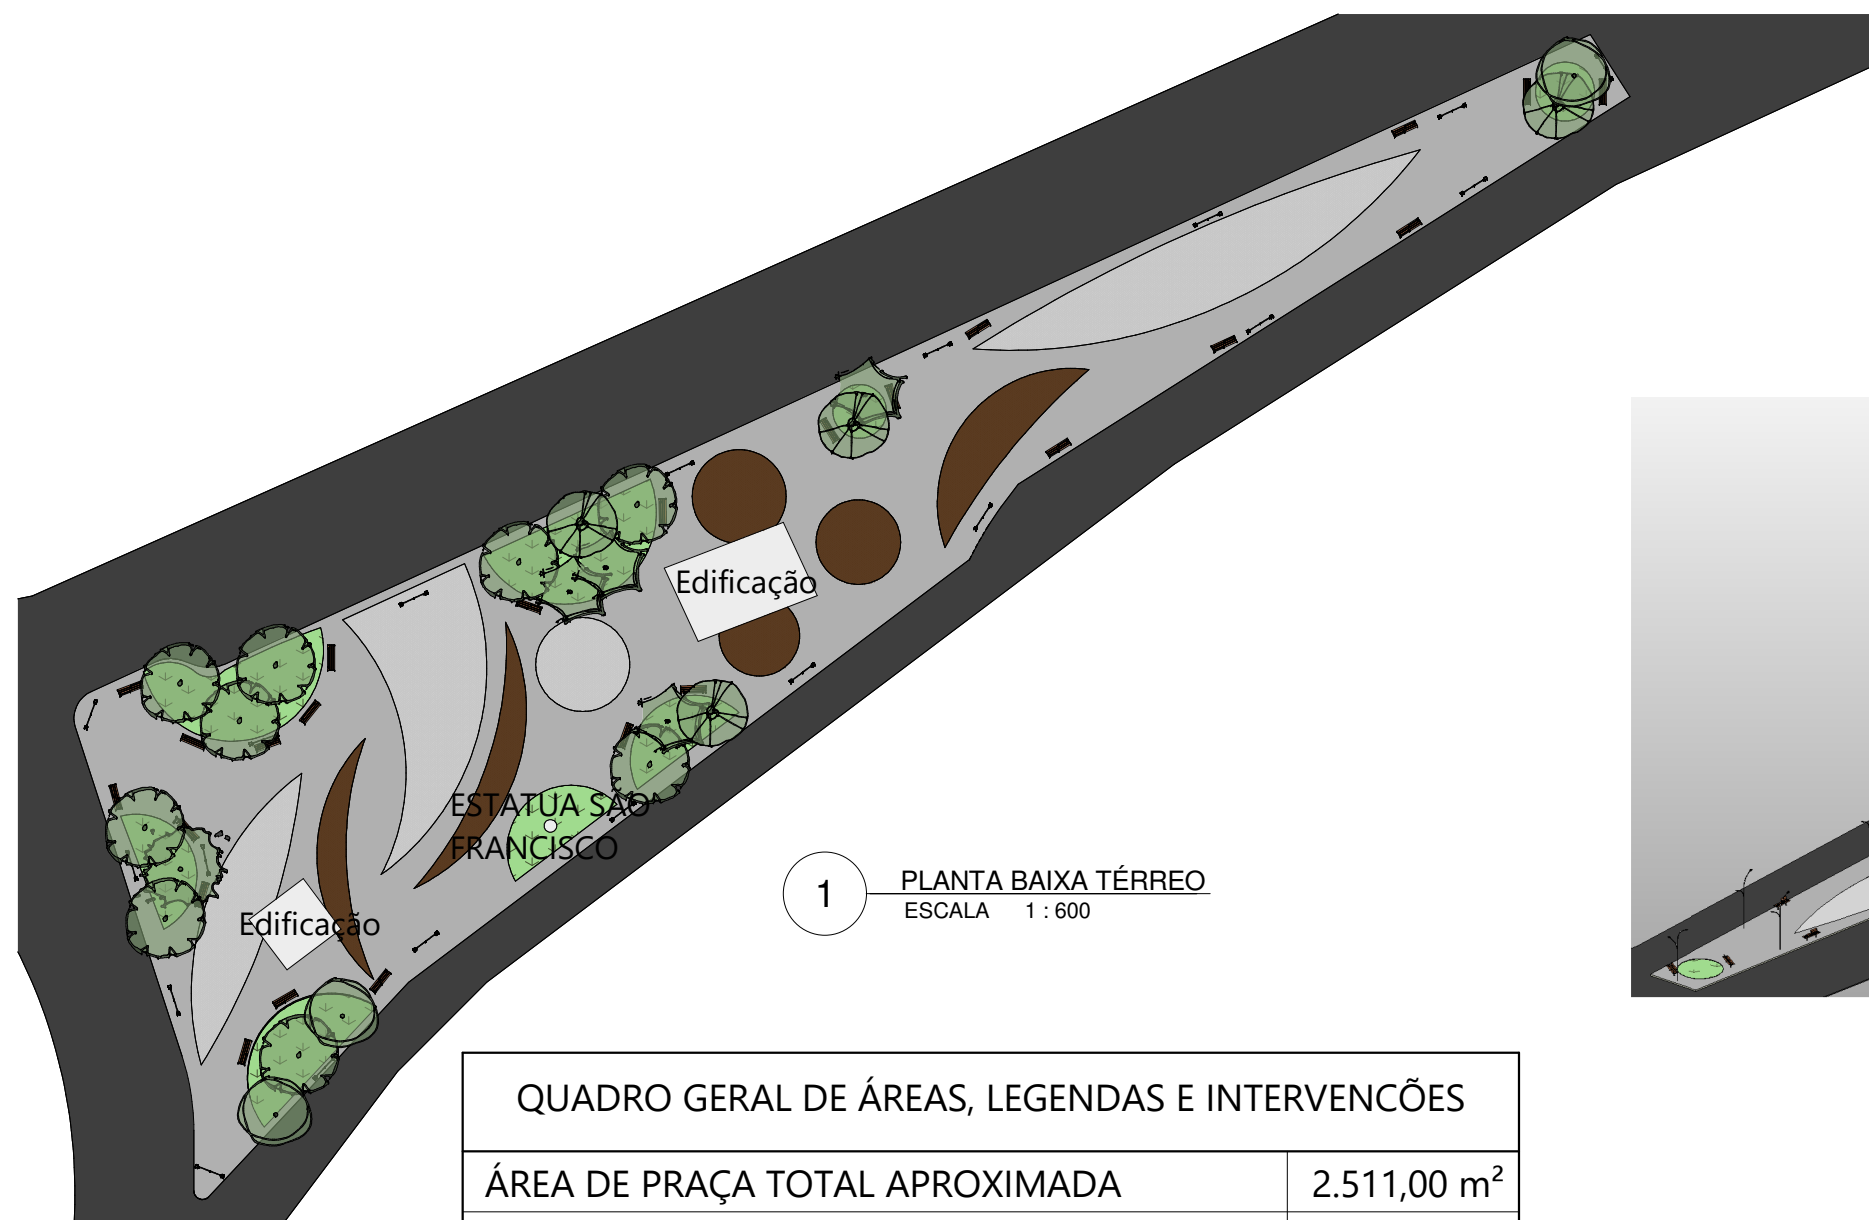 Edificação
ESTATUA SÃO
FRANCISCO
Edificação
1
PLANTA BAIXA TÉRREO
ESCALA 1 : 600
QUADRO GERAL DE ÁREAS, LEGENDAS E INTERVENCÕES
ÁREA DE PRAÇA TOTAL APROXIMADA 2.511,00 m²